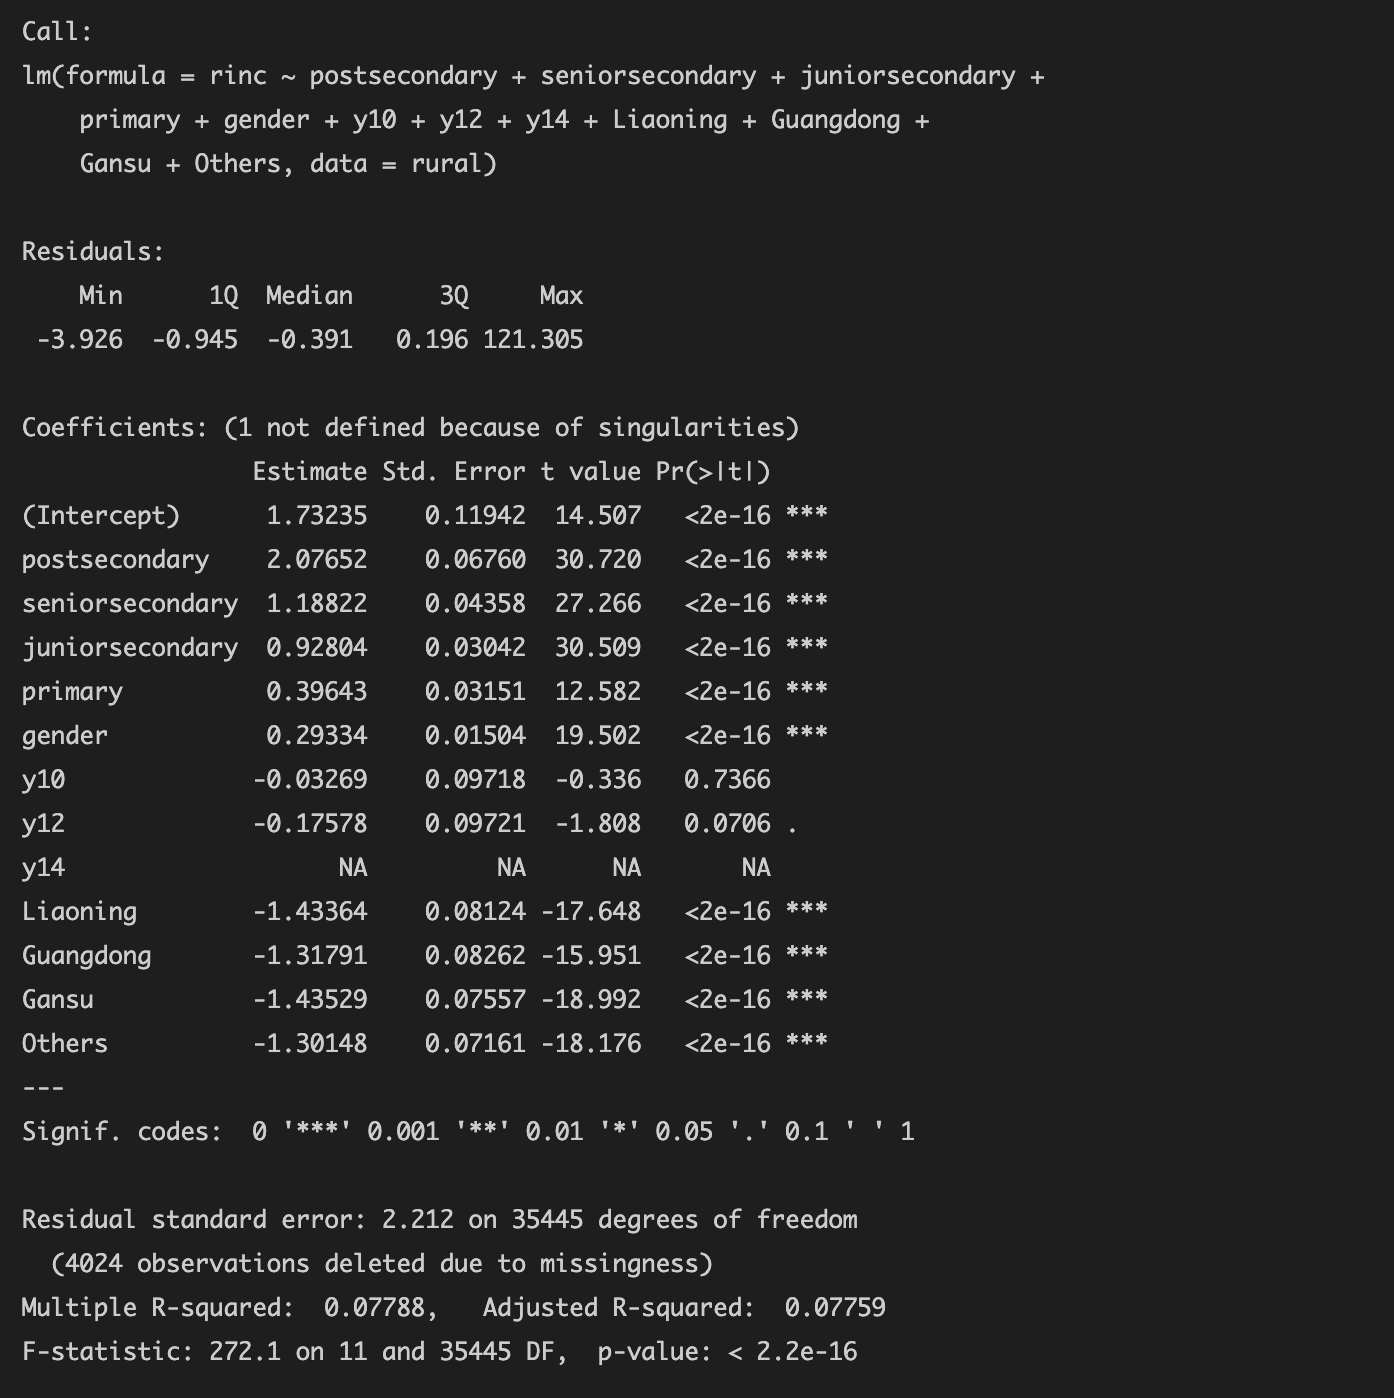 Call:
lm(formula = rinc ~ postsecondary + seniorsecondary + juniorsecondary +
    primary + gender + y10 + y12 + y14 + Liaoning + Guangdong +
    Gansu + Others, data = rural)

Residuals:
    Min      1Q  Median      3Q     Max
 -3.926  -0.945  -0.391   0.196 121.305

Coefficients: (1 not defined because of singularities)
                Estimate Std. Error t value Pr(>|t|)
(Intercept)      1.73235    0.11942  14.507   <2e-16 ***
postsecondary    2.07652    0.06760  30.720   <2e-16 ***
seniorsecondary  1.18822    0.04358  27.266   <2e-16 ***
juniorsecondary  0.92804    0.03042  30.509   <2e-16 ***
primary          0.39643    0.03151  12.582   <2e-16 ***
gender           0.29334    0.01504  19.502   <2e-16 ***
y10             -0.03269    0.09718  -0.336   0.7366
y12             -0.17578    0.09721  -1.808   0.0706 .
y14                   NA         NA      NA       NA
Liaoning        -1.43364    0.08124 -17.648   <2e-16 ***
Guangdong       -1.31791    0.08262 -15.951   <2e-16 ***
Gansu           -1.43529    0.07557 -18.992   <2e-16 ***
Others          -1.30148    0.07161 -18.176   <2e-16 ***
---
Signif. codes:  0 '***' 0.001 '**' 0.01 '*' 0.05 '.' 0.1 ' ' 1

Residual standard error: 2.212 on 35445 degrees of freedom
  (4024 observations deleted due to missingness)
Multiple R-squared:  0.07788,   Adjusted R-squared:  0.07759
F-statistic: 272.1 on 11 and 35445 DF,  p-value: < 2.2e-16